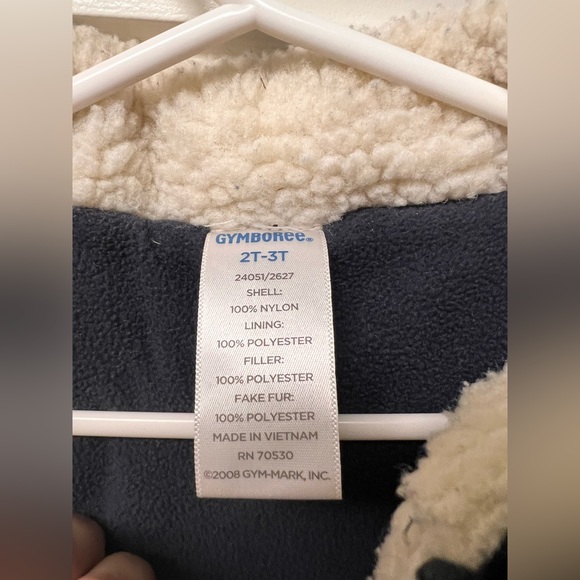 GYMBOREE®
2T-3T
24051/2627
SHELL:
100% NYLON
LINING:
100% POLYESTER
FILLER:
100% POLYESTER
FAKE FUR:
100% POLYESTER
MADE IN VIETNAM
RN 70530
©2008 GYM-MARK, INC.